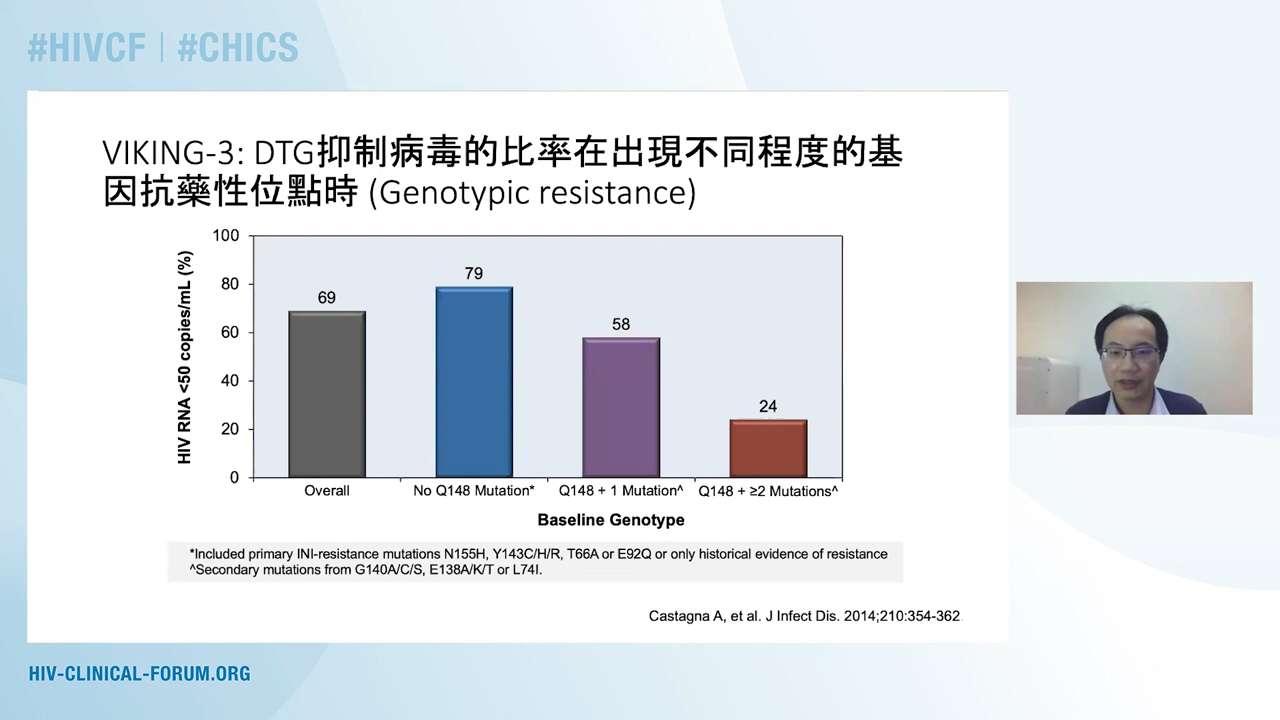 #HIVCF | #CHICS
VIKING-3: DTG抑制病毒的比率在出現不同程度的基
因抗藥性位點時 (Genotypic resistance)
HIV RNA <50 copies/mL (%)
100
80
60
40
20
0
69
79
58
24
Overall
No Q148 Mutation*
Q148 + 1 Mutation^
Q148 + ≥2 Mutations^
Baseline Genotype
*Included primary INI-resistance mutations N155H, Y143C/H/R, T66A or E92Q or only historical evidence of resistance
^Secondary mutations from G140A/C/S, E138A/K/T or L74I.
Castagna A, et al. J Infect Dis. 2014;210:354-362.
HIV-CLINICAL-FORUM.ORG